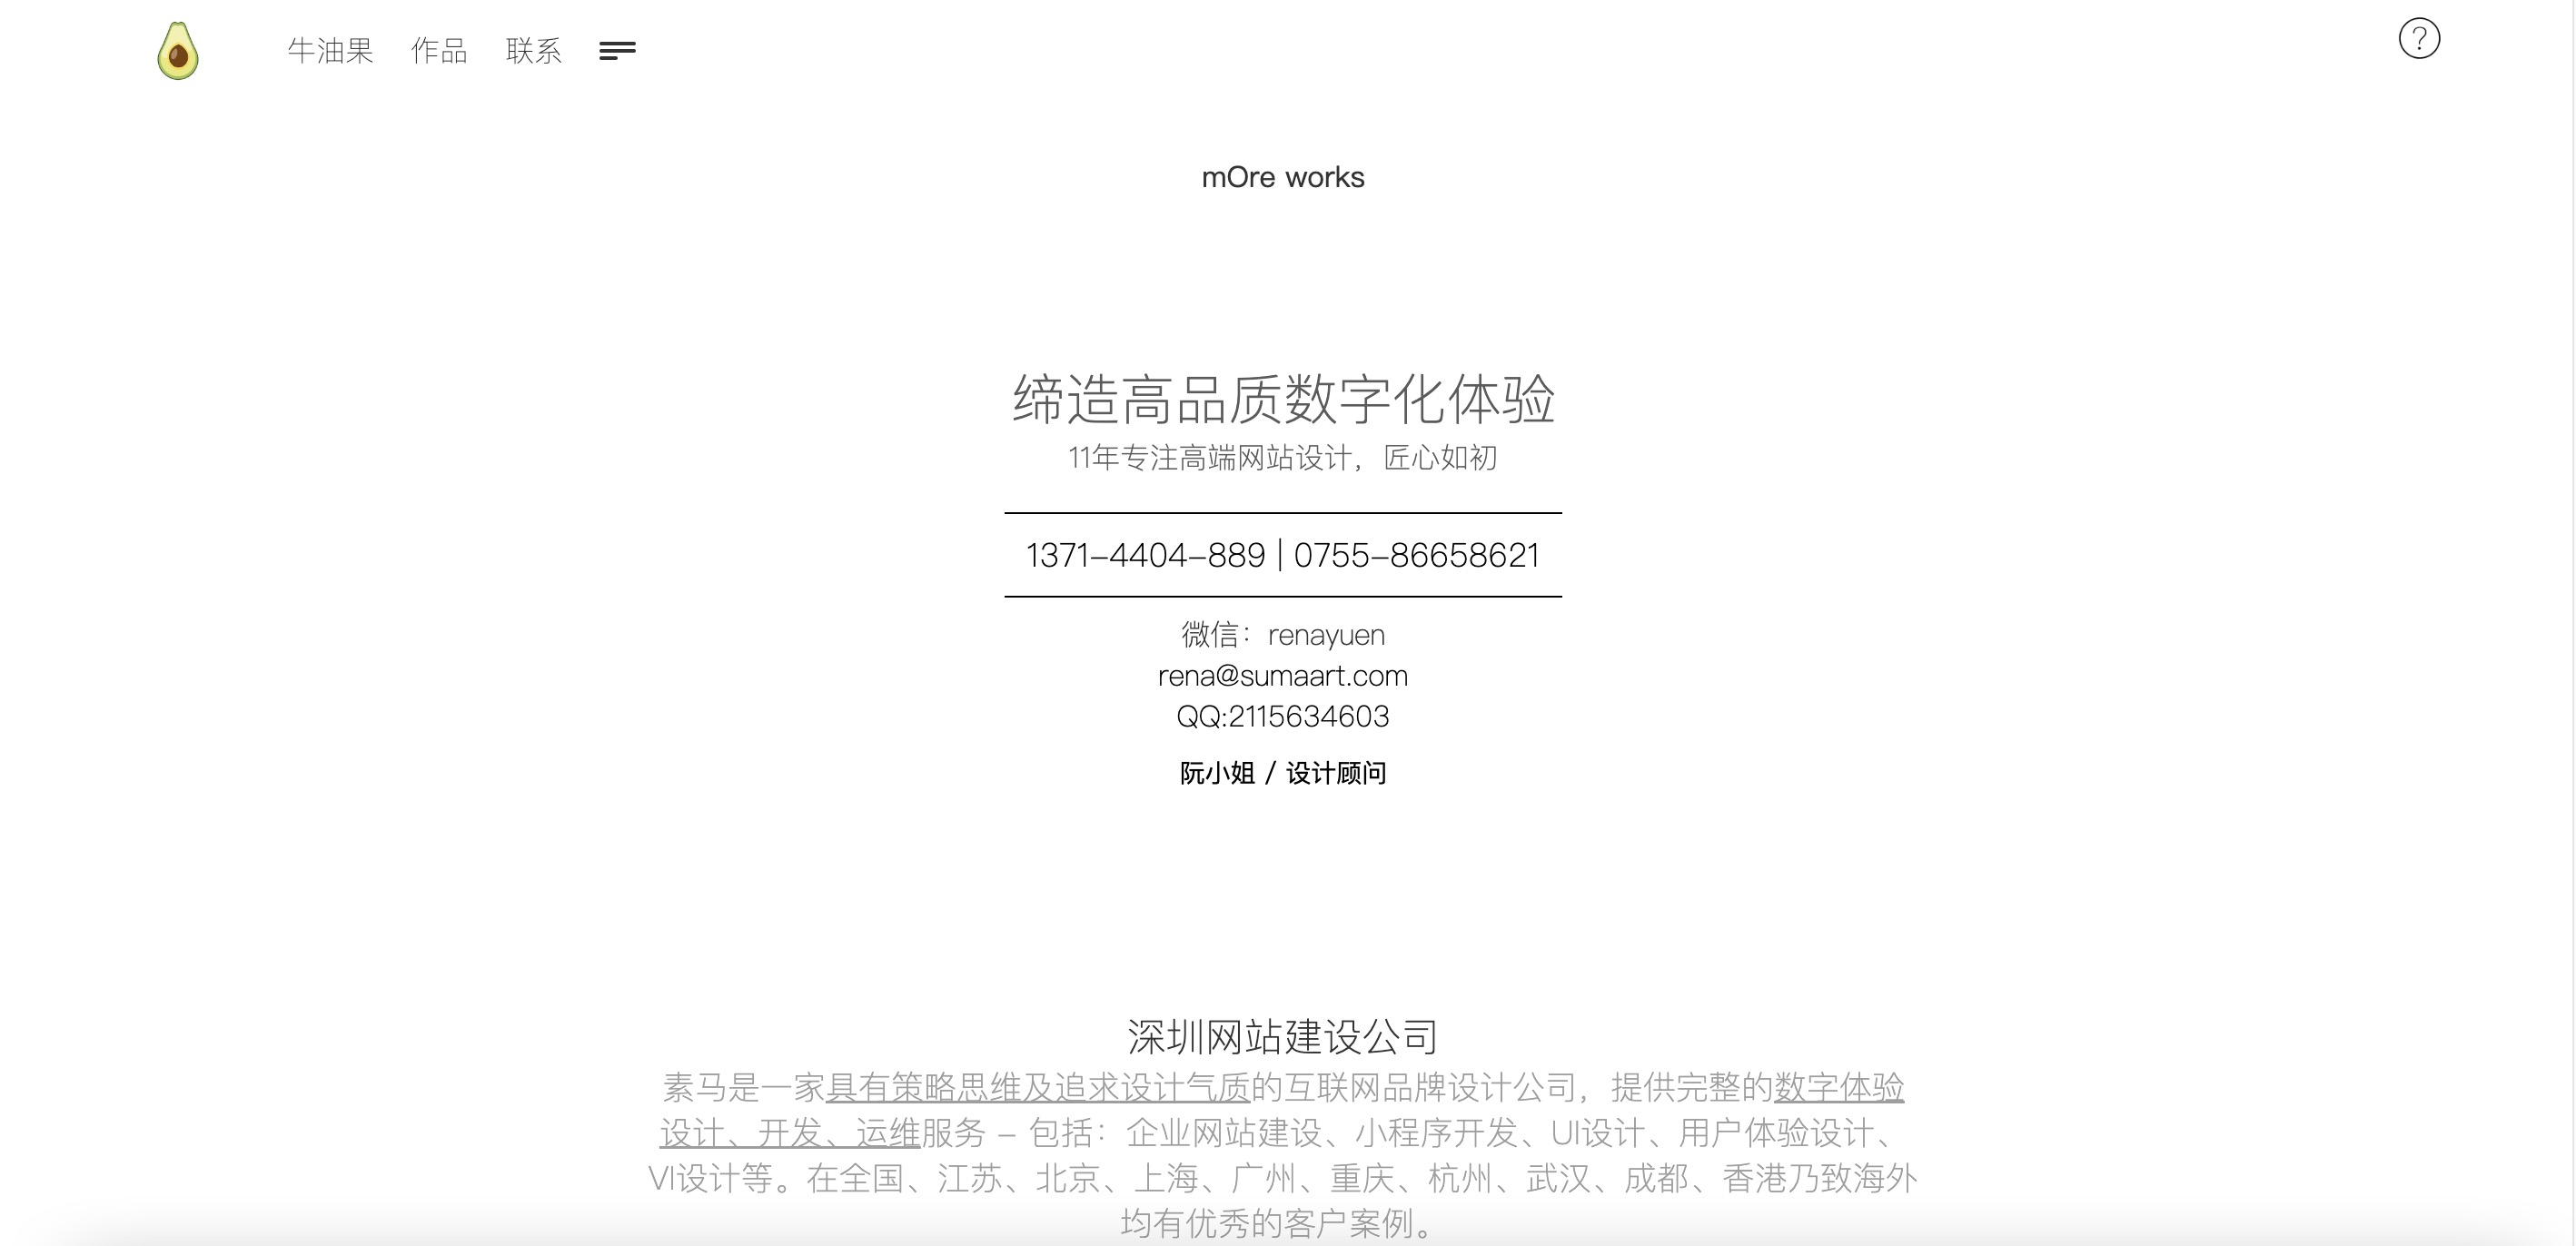 牛油果 作品 联系
?
mOre works
缔造高品质数字化体验
11年专注高端网站设计，匠心如初
1371-4404-889 | 0755-86658621
微信：renayuen
rena@sumaart.com
QQ:2115634603
阮小姐 / 设计顾问
深圳网站建设公司
素马是一家具有策略思维及追求设计气质的互联网品牌设计公司，提供完整的数字体验
设计、开发、运维服务 – 包括：企业网站建设、小程序开发、UI设计、用户体验设计、
VI设计等。在全国、江苏、北京、上海、广州、重庆、杭州、武汉、成都、香港乃致海外
均有优秀的客户案例。